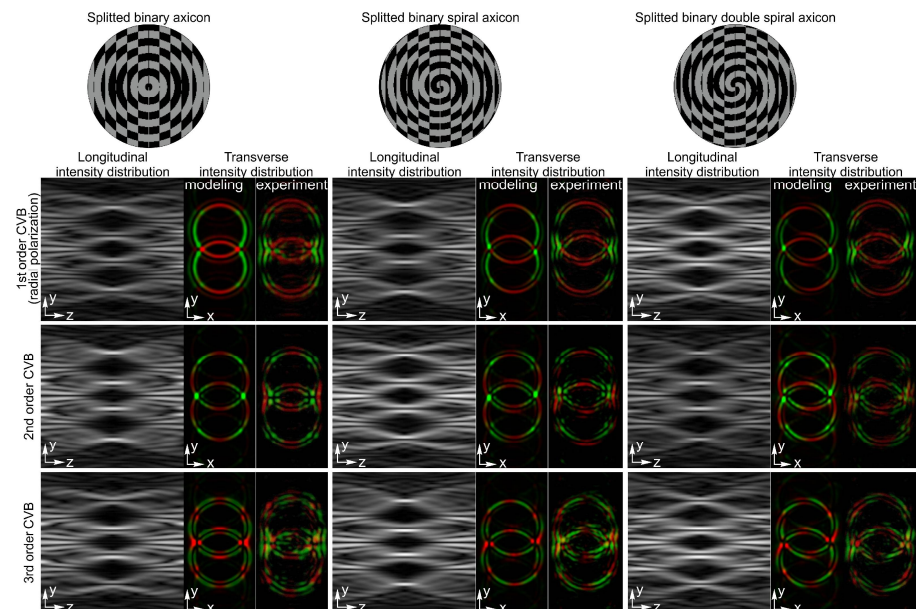 Splitted binary axicon
Splitted binary spiral axicon
Splitted binary double spiral axicon
Longitudinal
intensity distribution
Transverse
intensity distribution
Longitudinal
intensity distribution
Transverse
intensity distribution
Longitudinal
intensity distribution
Transverse
intensity distribution
modeling
experiment
modeling
experiment
modeling
experiment
1st order CVB
(radial polarization)
y
z
y
x
y
z
y
x
y
z
y
x
2nd order CVB
y
z
y
x
y
z
y
x
y
z
y
x
3rd order CVB
y
z
y
x
y
z
y
x
y
z
y
x